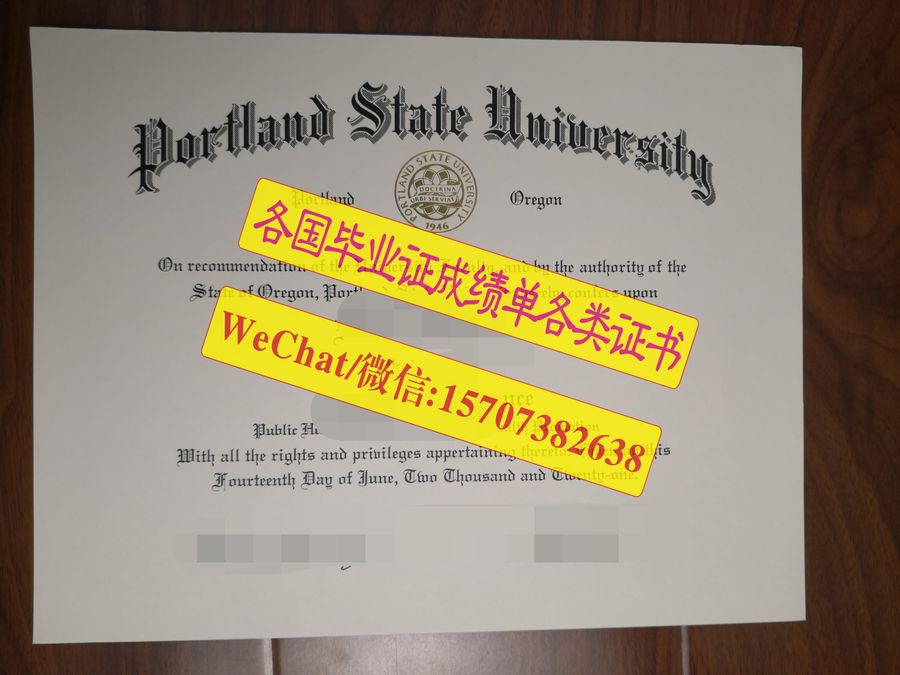 Portland State University
PORTLAND STATE UNIVERSITY
DOCTRINA
URBI SERVIAT
1946
Portland Oregon
各国毕业证成绩单各类证书
On recommendation of the University Faculty and by the authority of the
State of Oregon, upon
WeChat/微信:15707382638
Public
With all the rights and privileges appertaining this
Fourteenth Day of June, Two Thousand and Twenty-one.